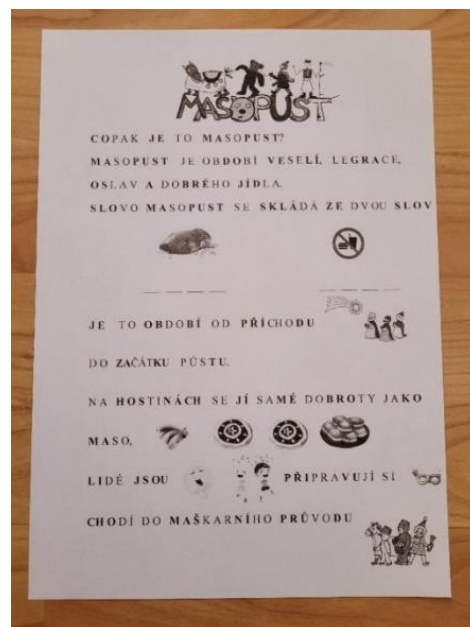 MASOPUST
COPAK JE TO MASOPUST?
MASOPUST JE OBDOBÍ VESELÍ, LEGRACE,
OSLAV A DOBRÉHO JÍDLA.
SLOVO MASOPUST SE SKLÁDÁ ZE DVOU SLOV
JE TO OBDOBÍ OD PŘÍCHODU
DO ZAČÁTKU PŮSTU.
NA HOSTINÁCH SE JÍ SAMÉ DOBROTY JAKO
MASO,
LIDÉ JSOU PŘIPRAVUJÍ SI
CHODÍ DO MAŠKARNÍHO PRŮVODU